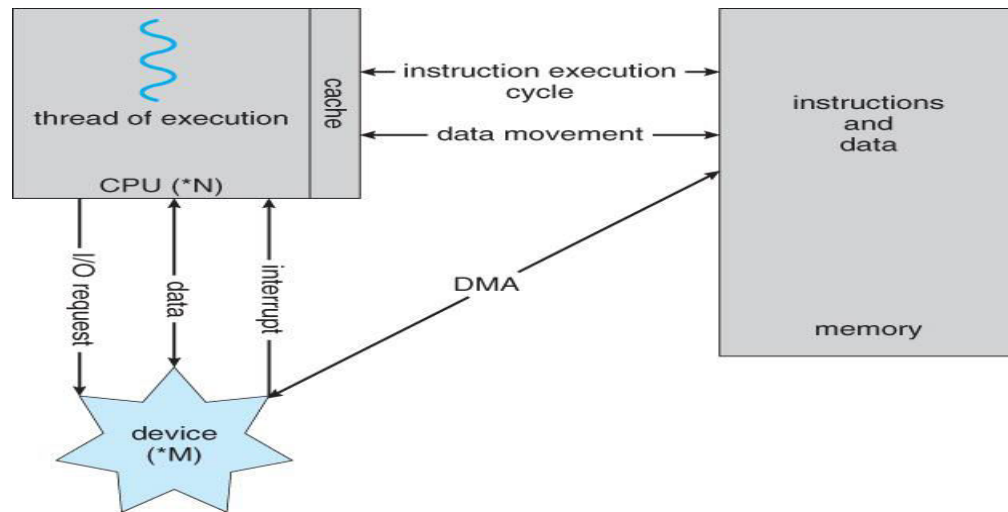 thread of execution
CPU (*N)
cache
instruction execution
cycle
data movement
instructions
and
data
memory
I/O request
data
interrupt
DMA
device
(*M)